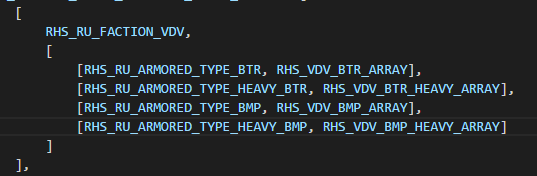 [
RHS_RU_FACTION_VDV,
[
[RHS_RU_ARMORED_TYPE_BTR, RHS_VDV_BTR_ARRAY],
[RHS_RU_ARMORED_TYPE_HEAVY_BTR, RHS_VDV_BTR_HEAVY_ARRAY],
[RHS_RU_ARMORED_TYPE_BMP, RHS_VDV_BMP_ARRAY],
[RHS_RU_ARMORED_TYPE_HEAVY_BMP, RHS_VDV_BMP_HEAVY_ARRAY]
]
],